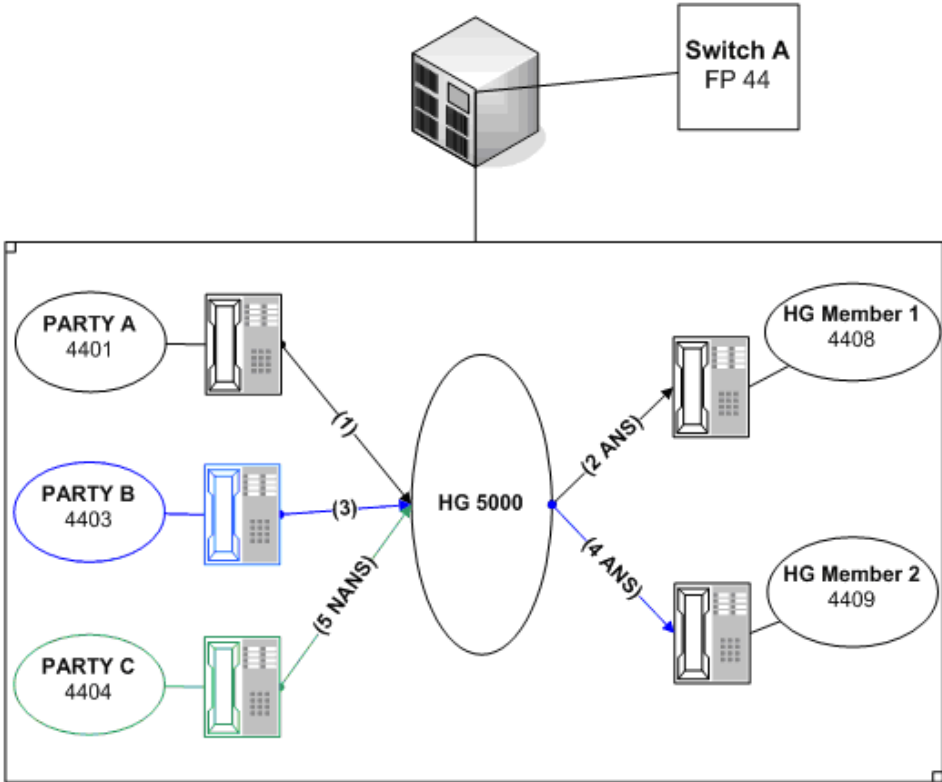 Switch A
FP 44
PARTY A
4401
HG Member 1
4408
(1)
(2 ANS)
PARTY B
4403
(3)
HG 5000
(4 ANS)
HG Member 2
4409
(5 NANS)
PARTY C
4404